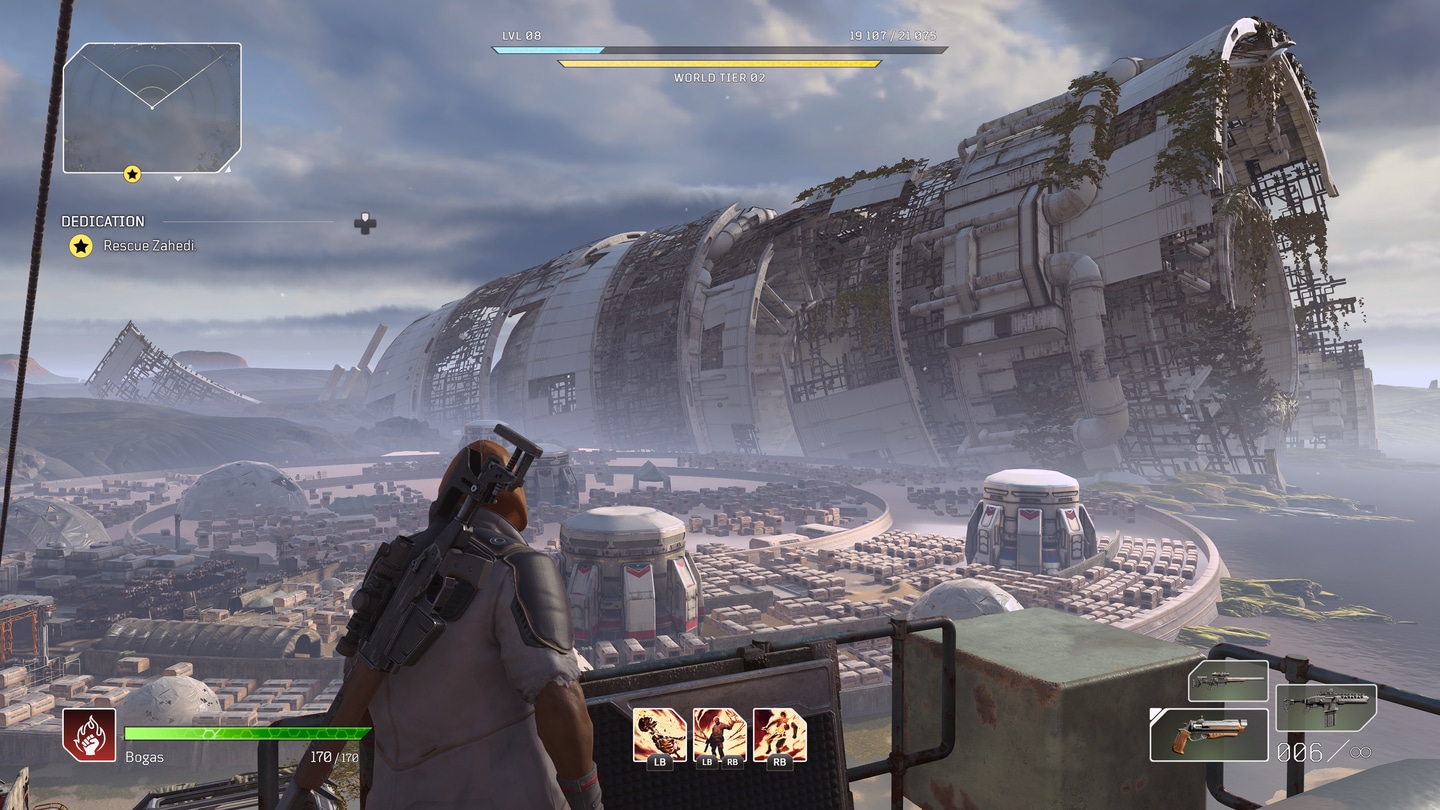 LVL 08
19 107 / 21 075
WORLD TIER 02
DEDICATION
Rescue Zahedi
Bogas
170 / 170
LB
LB RB
RB
006 / ∞